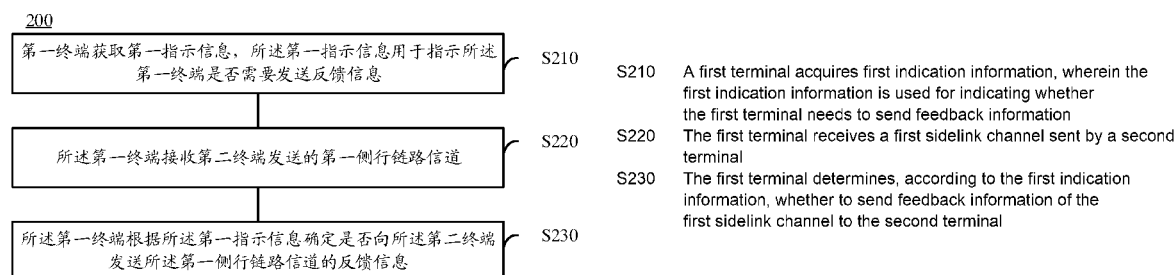 200
第一终端获取第一指示信息，所述第一指示信息用于指示所述
第一终端是否需要发送反馈信息
S210
所述第一终端接收第二终端发送的第一侧行链路信道
S220
所述第一终端根据所述第一指示信息确定是否向所述第二终端
发送所述第一侧行链路信道的反馈信息
S230
S210 A first terminal acquires first indication information, wherein the
first indication information is used for indicating whether
the first terminal needs to send feedback information
S220 The first terminal receives a first sidelink channel sent by a second
terminal
S230 The first terminal determines, according to the first indication
information, whether to send feedback information of the
first sidelink channel to the second terminal